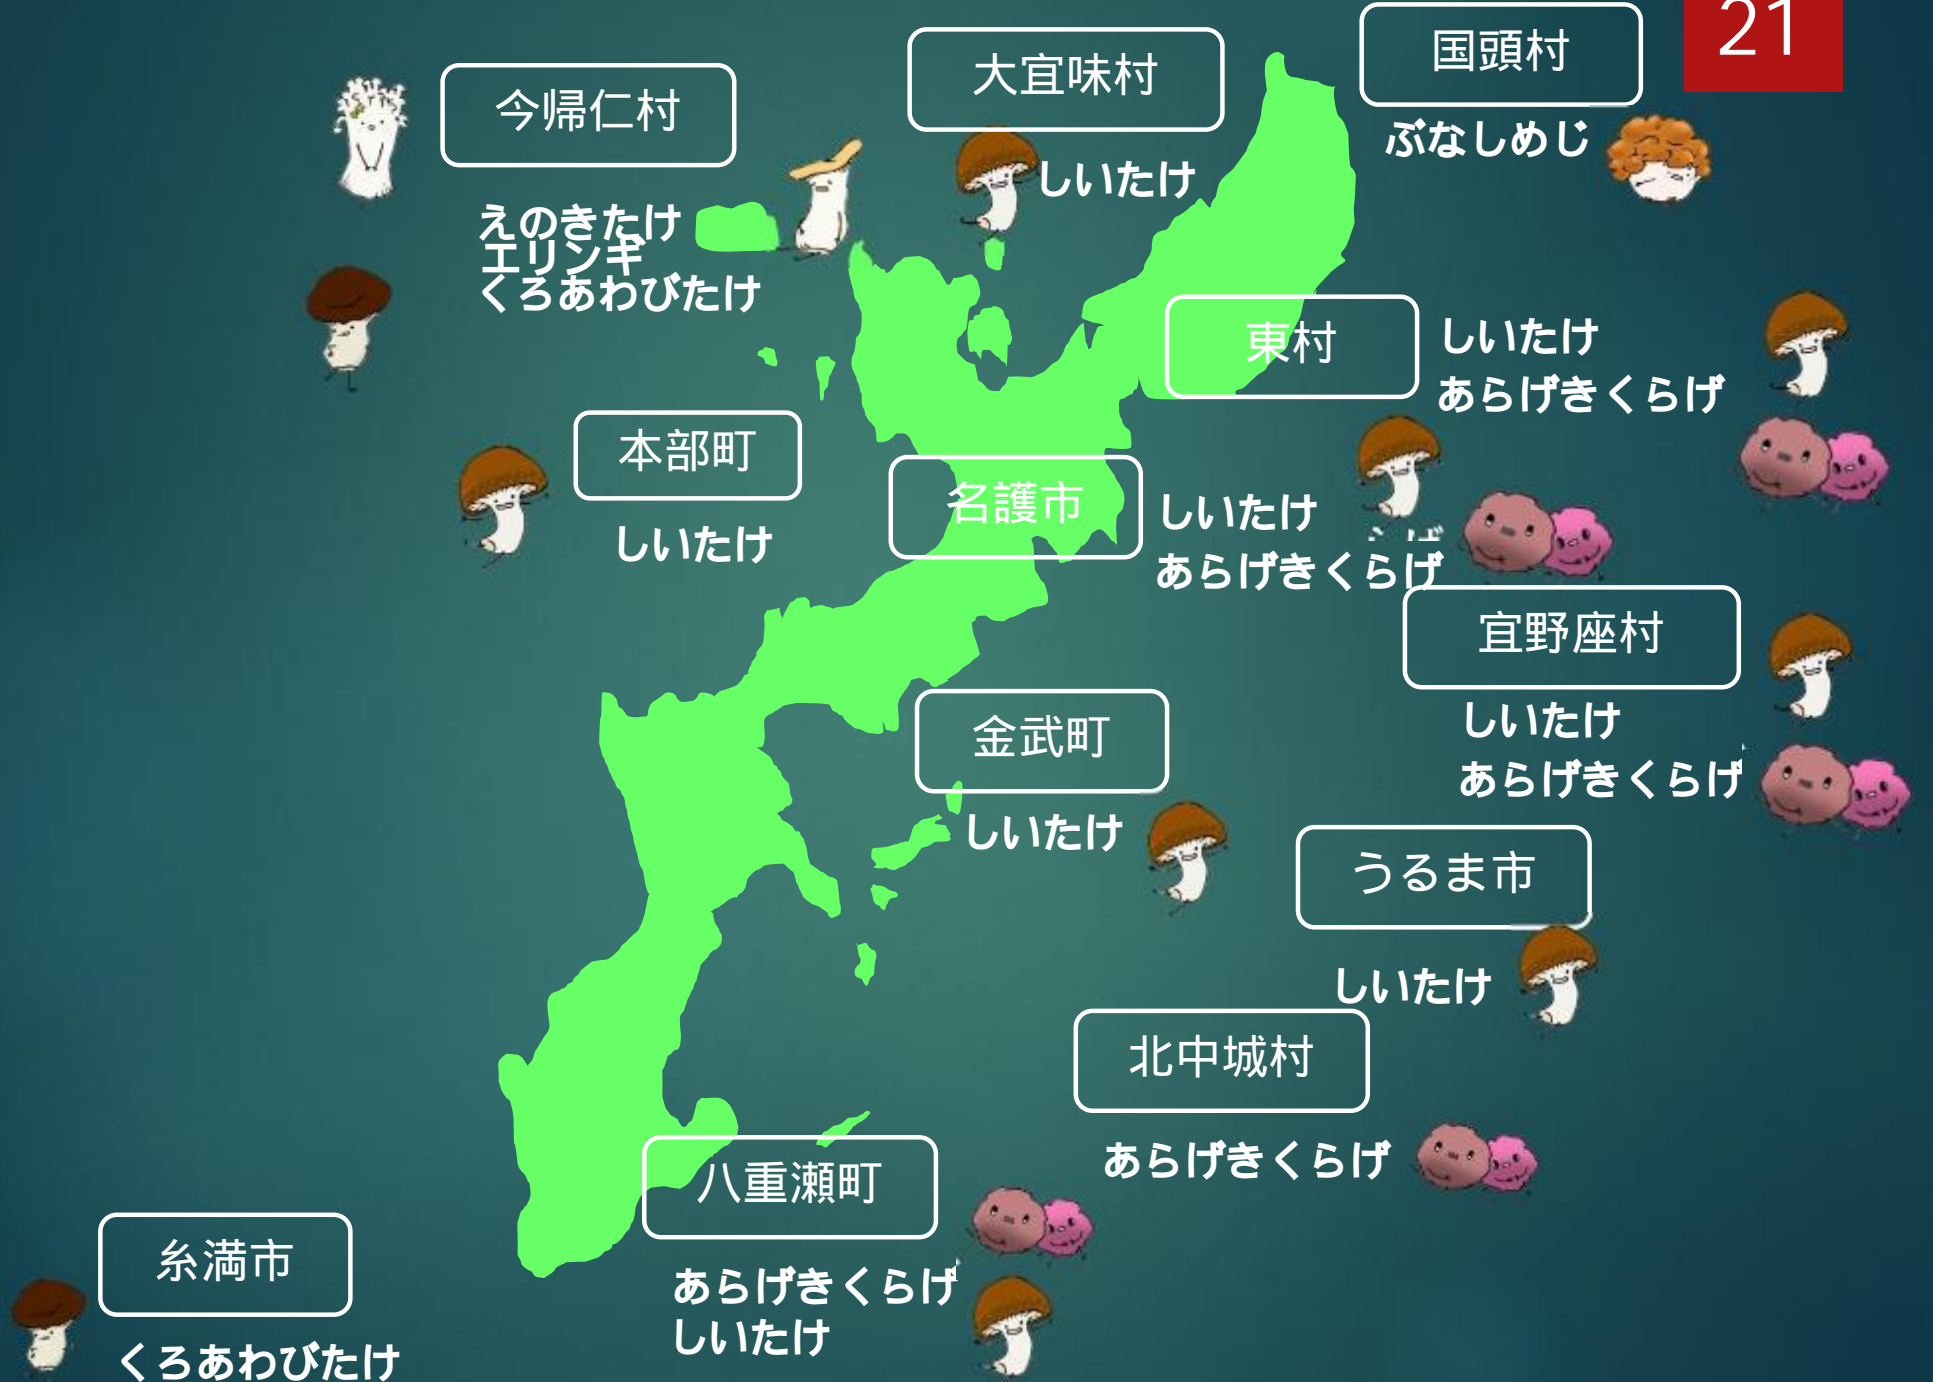 21
国頭村
ぶなしめじ
大宜味村
しいたけ
今帰仁村
えのきたけ
エリンギ
くろあわびたけ
東村
しいたけ
あらげきくらげ
本部町
しいたけ
名護市
しいたけ
あらげきくらげ
宜野座村
しいたけ
あらげきくらげ
金武町
しいたけ
うるま市
しいたけ
北中城村
あらげきくらげ
八重瀬町
あらげきくらげ
しいたけ
糸満市
くろあわびたけ